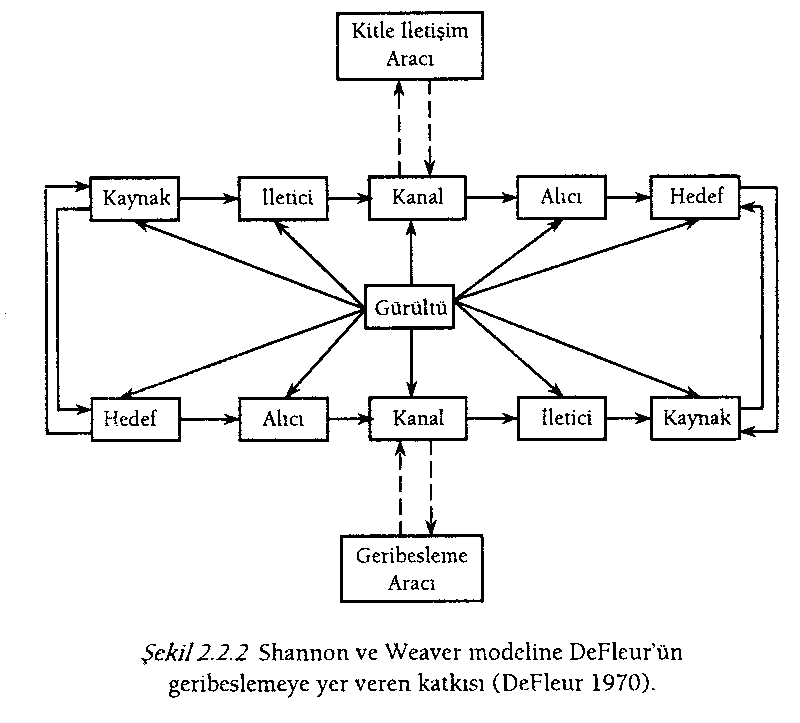 Kitle İletişim
Aracı
Kaynak
İletici
Kanal
Alıcı
Hedef
Gürültü
Hedef
Alıcı
Kanal
İletici
Kaynak
Geribesleme
Aracı
Şekil 2.2.2 Shannon ve Weaver modeline DeFleur'ün
geribeslemeye yer veren katkısı (DeFleur 1970).